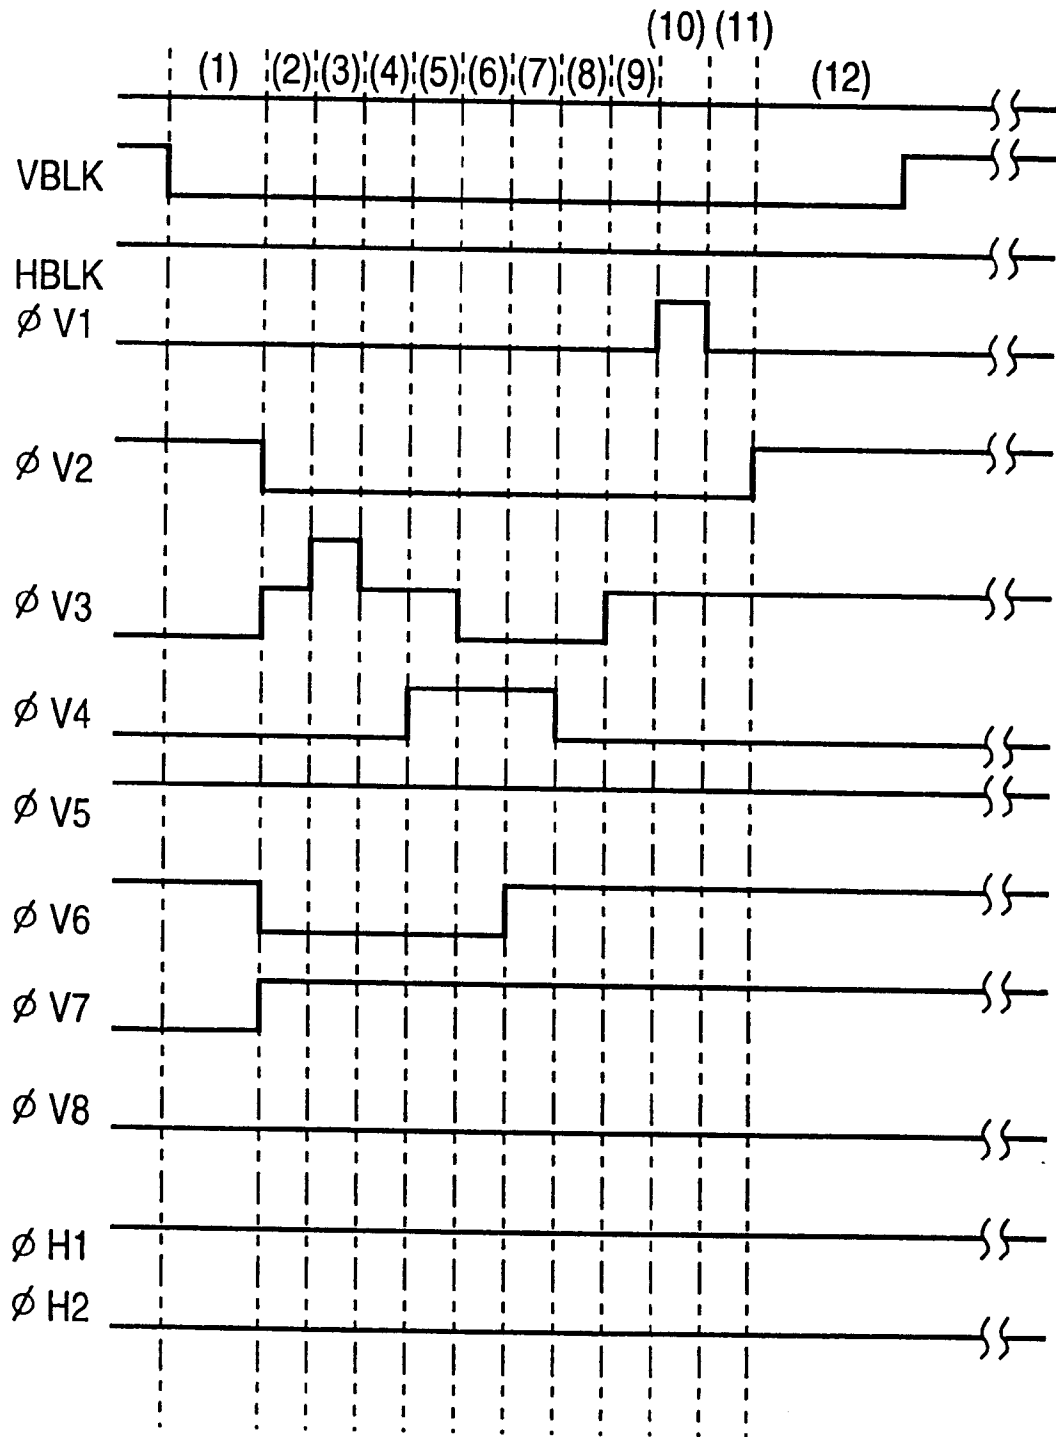 (10) (11)
(1) (2) (3) (4) (5) (6) (7) (8) (9) (12)
VBLK
HBLK
Ø V1
Ø V2
Ø V3
Ø V4
Ø V5
Ø V6
Ø V7
Ø V8
Ø H1
Ø H2